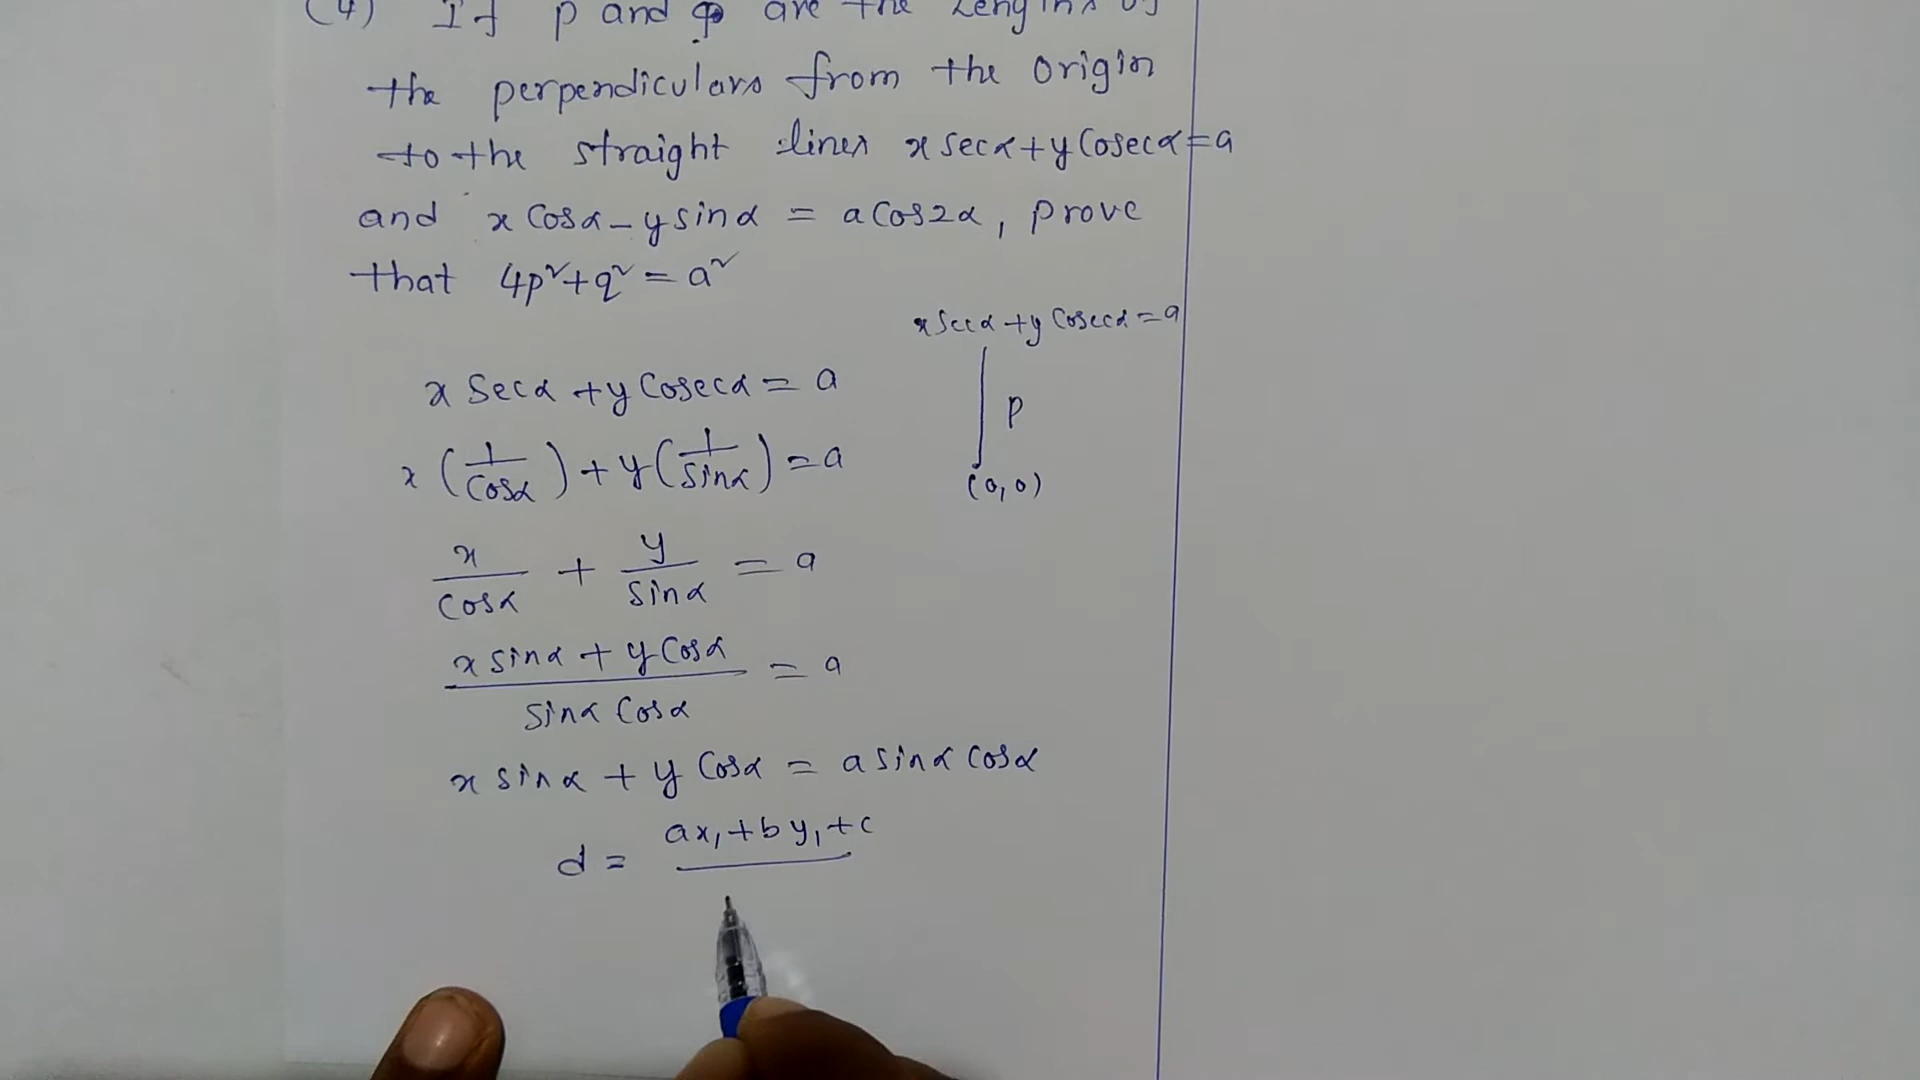 (4) If p and q are the Lengths of
the perpendiculars from the origin
to the straight lines x secα+y Cosecα=a
and x Cosα-y sinα = a Cos2α, prove
that 4p²+q²=a²
x secα+y Cosecα=a
p
(0,0)
x Secα+y Cosecα=a
x(1/Cosα)+y(1/Sinα)=a
x/Cosα + y/Sinα = a
(x sinα+y Cosα)/(Sinα Cosα) = a
x sinα+y Cosα = a sinα Cosα
d = ax₁+by₁+c